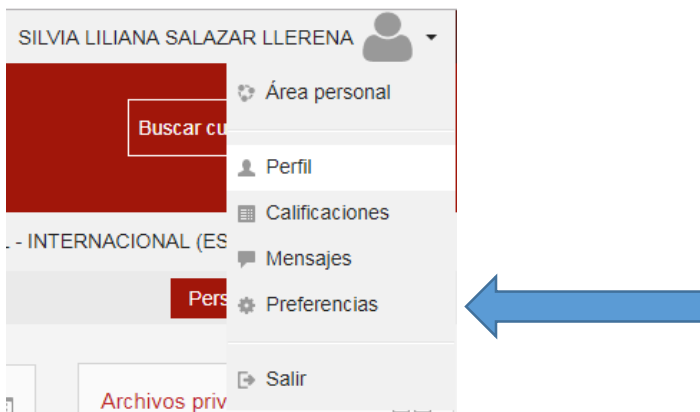 SILVIA LILIANA SALAZAR LLERENA
Área personal
Buscar cu
Perfil
Calificaciones
- INTERNACIONAL (ES
Mensajes
Pers
Preferencias
Salir
Archivos priv